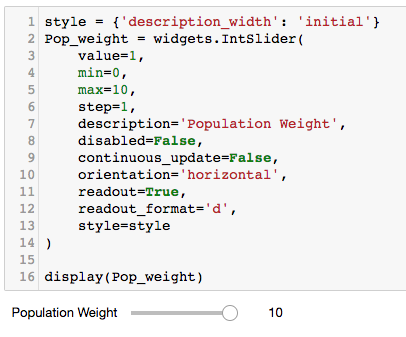 1 style = {'description_width': 'initial'}
2 Pop_weight = widgets.IntSlider(
3     value=1,
4     min=0,
5     max=10,
6     step=1,
7     description='Population Weight',
8     disabled=False,
9     continuous_update=False,
10     orientation='horizontal',
11     readout=True,
12     readout_format='d',
13     style=style
14 )
15
16 display(Pop_weight)
Population Weight 10